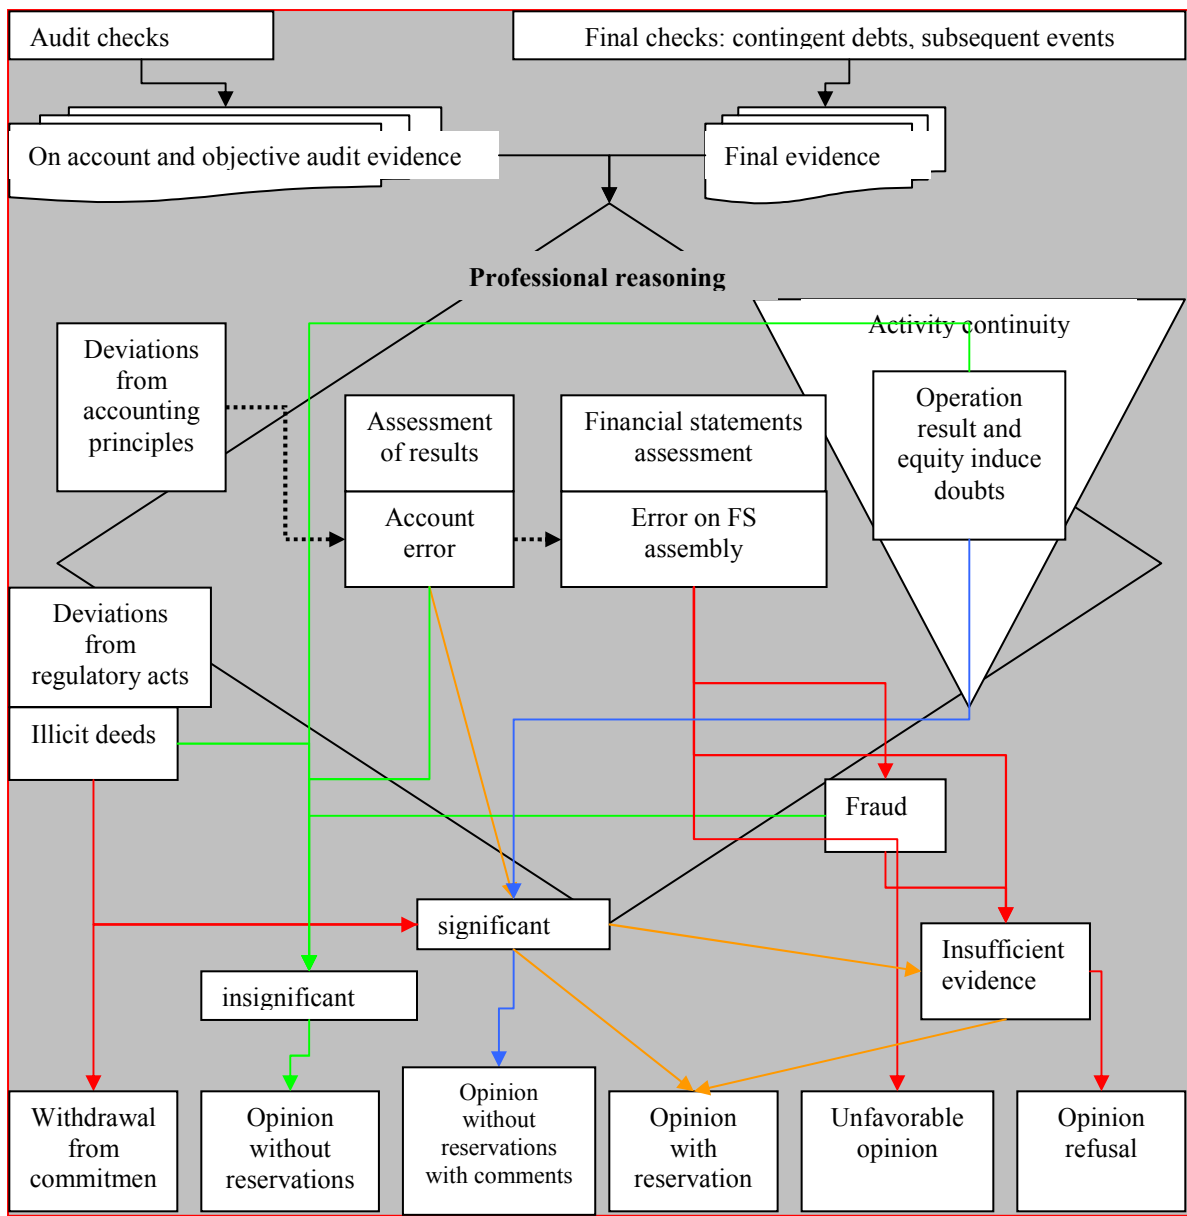 Audit checks
Final checks: contingent debts, subsequent events
On account and objective audit evidence
Final evidence
Professional reasoning
Activity continuity
Deviations
from
accounting
principles
Assessment
of results
Financial statements
assessment
Operation
result and
equity induce
doubts
Account
error
Error on FS
assembly
Deviations
from
regulatory acts
Illicit deeds
Fraud
significant
Insufficient
evidence
insignificant
Withdrawal
from
commitmen
Opinion
without
reservations
Opinion
without
reservations
with comments
Opinion
with
reservation
Unfavorable
opinion
Opinion
refusal